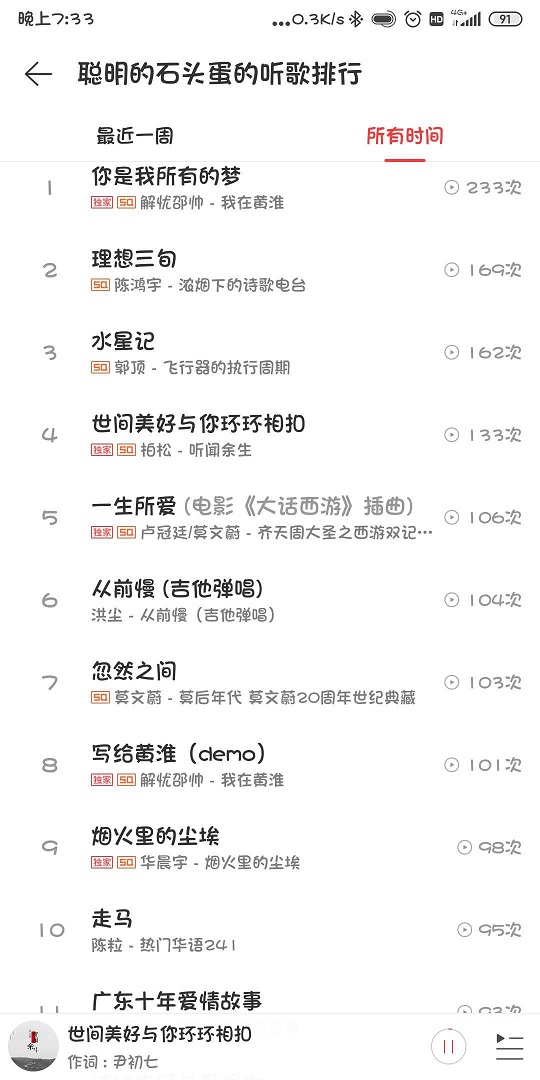 晚上7:33 ...0.3K/s HD 4G+ 91
聪明的石头蛋的听歌排行
最近一周 所有时间
1 你是我所有的梦 233次
独家 SQ 解忧邵帅 - 我在黄淮
2 理想三旬 169次
SQ 陈鸿宇 - 浓烟下的诗歌电台
3 水星记 162次
SQ 郭顶 - 飞行器的执行周期
4 世间美好与你环环相扣 133次
独家 SQ 柏松 - 听闻余生
5 一生所爱 (电影《大话西游》插曲) 106次
独家 SQ 卢冠廷/莫文蔚 - 齐天周大圣之西游双记...
6 从前慢 (吉他弹唱) 104次
洪尘 - 从前慢（吉他弹唱）
7 忽然之间 103次
SQ 莫文蔚 - 莫后年代 莫文蔚20周年世纪典藏
8 写给黄淮（demo） 101次
独家 SQ 解忧邵帅 - 我在黄淮
9 烟火里的尘埃 98次
独家 SQ 华晨宇 - 烟火里的尘埃
10 走马 95次
陈粒 - 热门华语241
11 广东十年爱情故事 93次
世间美好与你环环相扣
作词：尹初七